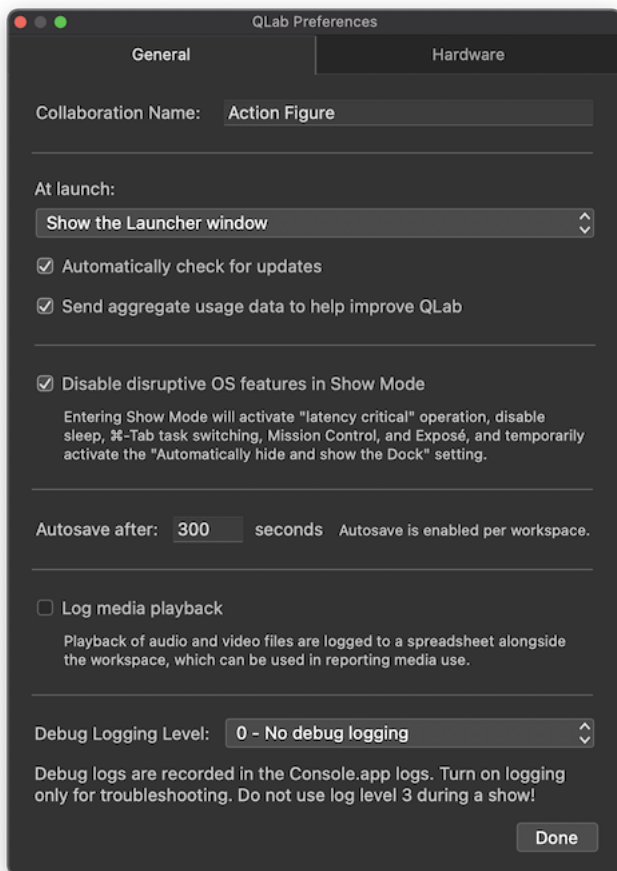 QLab Preferences
General
Hardware
Collaboration Name: Action Figure
At launch:
Show the Launcher window
Automatically check for updates
Send aggregate usage data to help improve QLab
Disable disruptive OS features in Show Mode
Entering Show Mode will activate "latency critical" operation, disable
sleep, ⌘-Tab task switching, Mission Control, and Exposé, and temporarily
activate the "Automatically hide and show the Dock" setting.
Autosave after: 300 seconds Autosave is enabled per workspace.
Log media playback
Playback of audio and video files are logged to a spreadsheet alongside
the workspace, which can be used in reporting media use.
Debug Logging Level: 0 - No debug logging
Debug logs are recorded in the Console.app logs. Turn on logging
only for troubleshooting. Do not use log level 3 during a show!
Done